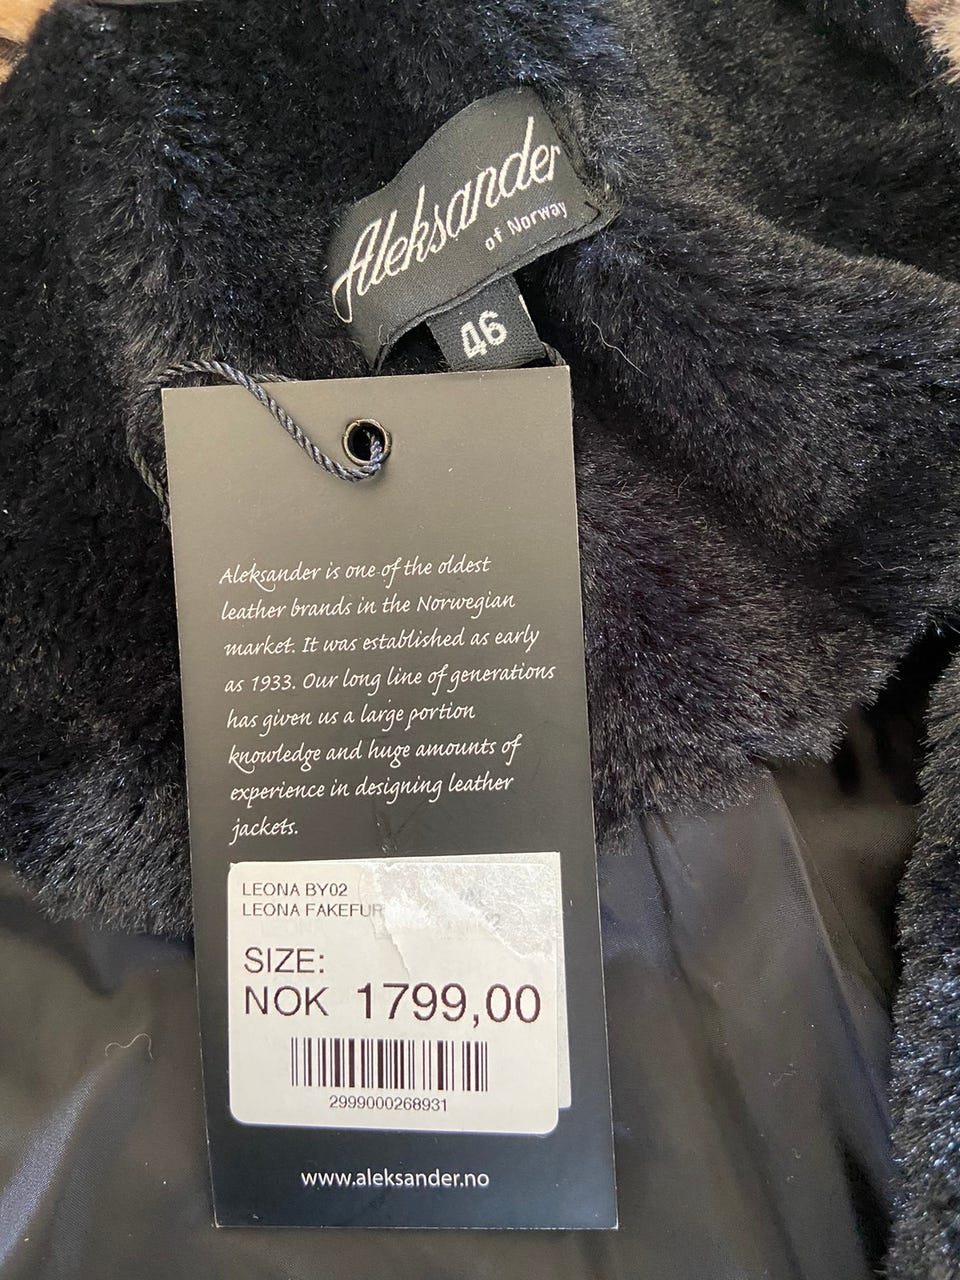 Aleksander
of Norway
46
Aleksander is one of the oldest
leather brands in the Norwegian
market. It was established as early
as 1933. Our long line of generations
has given us a large portion
knowledge and huge amounts of
experience in designing leather
jackets.
LEONA BY02
LEONA FAKEFUR
SIZE:
NOK 1799,00
2999000268931
www.aleksander.no